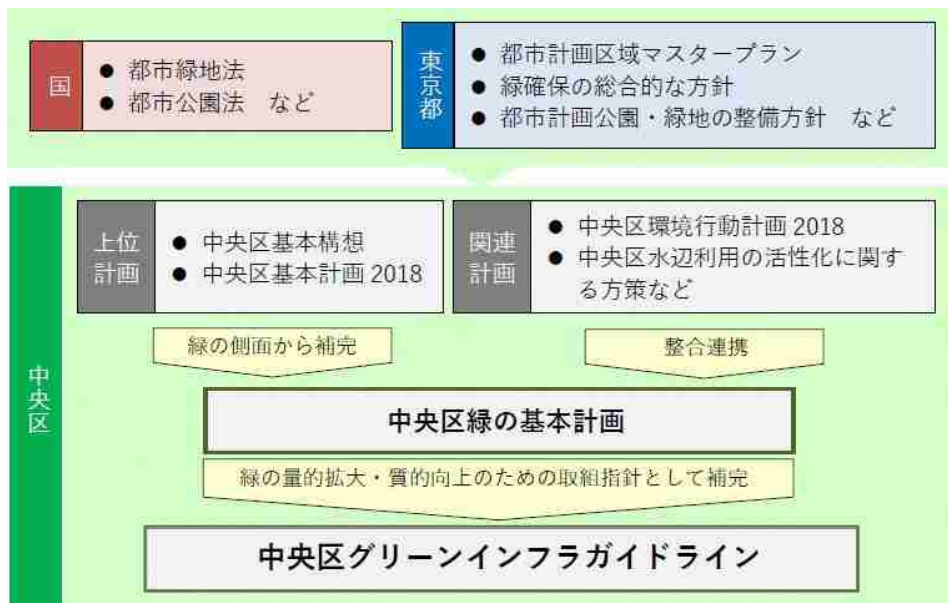 国
● 都市緑地法
● 都市公園法 など
東京都
● 都市計画区域マスタープラン
● 緑確保の総合的な方針
● 都市計画公園・緑地の整備方針 など
中央区
上位
計画
● 中央区基本構想
● 中央区基本計画 2018
関連
計画
● 中央区環境行動計画 2018
● 中央区水辺利用の活性化に関す
る方策など
緑の側面から補完
整合連携
中央区緑の基本計画
緑の量的拡大・質的向上のための取組指針として補完
中央区グリーンインフラガイドライン